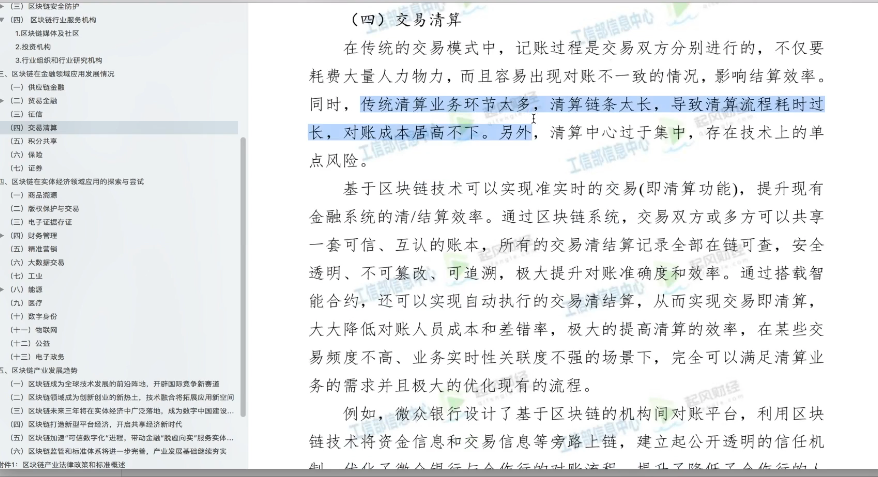 （三）区块链安全防护
（四） 区块链行业服务机构
1.区块链媒体及社区
2.投资机构
3.行业组织和行业研究机构
三、区块链在金融领域应用发展情况
（一）供应链金融
（二）贸易金融
（三）征信
（四）交易清算
（五）积分共享
（六）保险
（七）证券
四、区块链在实体经济领域应用的探索与尝试
（一）商品溯源
（二）版权保护与交易
（三）电子证据存证
（四）财务管理
（五）精准营销
（六）大数据交易
（七）工业
（八）能源
（九）医疗
（十）数字身份
（十一）物联网
（十二）公益
（十三）电子政务
五、区块链产业发展趋势
（一）区块链成为全球技术发展的前沿阵地，开辟国际竞争新赛道
（二）区块链领域成为创新创业的新热土，技术融合将拓展应用新空间
（三）区块链未来三年将在实体经济中广泛落地，成为数字中国建设...
（四）区块链打造新型平台经济，开启共享经济新时代
（五）区块链加速“可信数字化”进程，带动金融“脱虚向实”服务实体...
（六）区块链监管和标准体系将进一步完善，产业发展基础继续夯实
附件1：区块链产业法律政策和标准概述
（四）交易清算
在传统的交易模式中，记账过程是交易双方分别进行的，不仅要
耗费大量人力物力，而且容易出现对账不一致的情况，影响结算效率。
同时，传统清算业务环节太多，清算链条太长，导致清算流程耗时过
长，对账成本居高不下。另外，清算中心过于集中，存在技术上的单
点风险。
基于区块链技术可以实现准实时的交易(即清算功能)，提升现有
金融系统的清/结算效率。通过区块链系统，交易双方或多方可以共享
一套可信、互认的账本，所有的交易清结算记录全部在链可查，安全
透明、不可篡改、可追溯，极大提升对账准确度和效率。通过搭载智
能合约，还可以实现自动执行的交易清结算，从而实现交易即清算，
大大降低对账人员成本和差错率，极大的提高清算的效率，在某些交
易频度不高、业务实时性关联度不强的场景下，完全可以满足清算业
务的需求并且极大的优化现有的流程。
例如，微众银行设计了基于区块链的机构间对账平台，利用区块
链技术将资金信息和交易信息等旁路上链，建立起公开透明的信任机
制，优化了微众银行与合作行的对账流程，提升了降低了合作行的人
工信部信息中心
起风财经